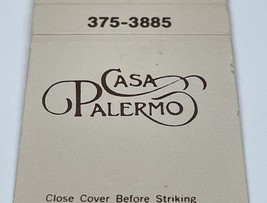 375-3885
CASA
PALERMO
Close Cover Before Striking